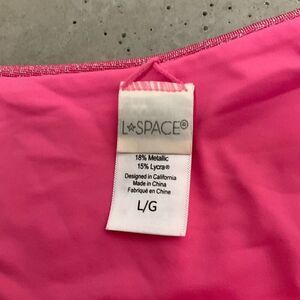 L☆SPACE®
18% Metallic
15% Lycra®
Designed in California
Made in China
Fabriqué en Chine
L/G